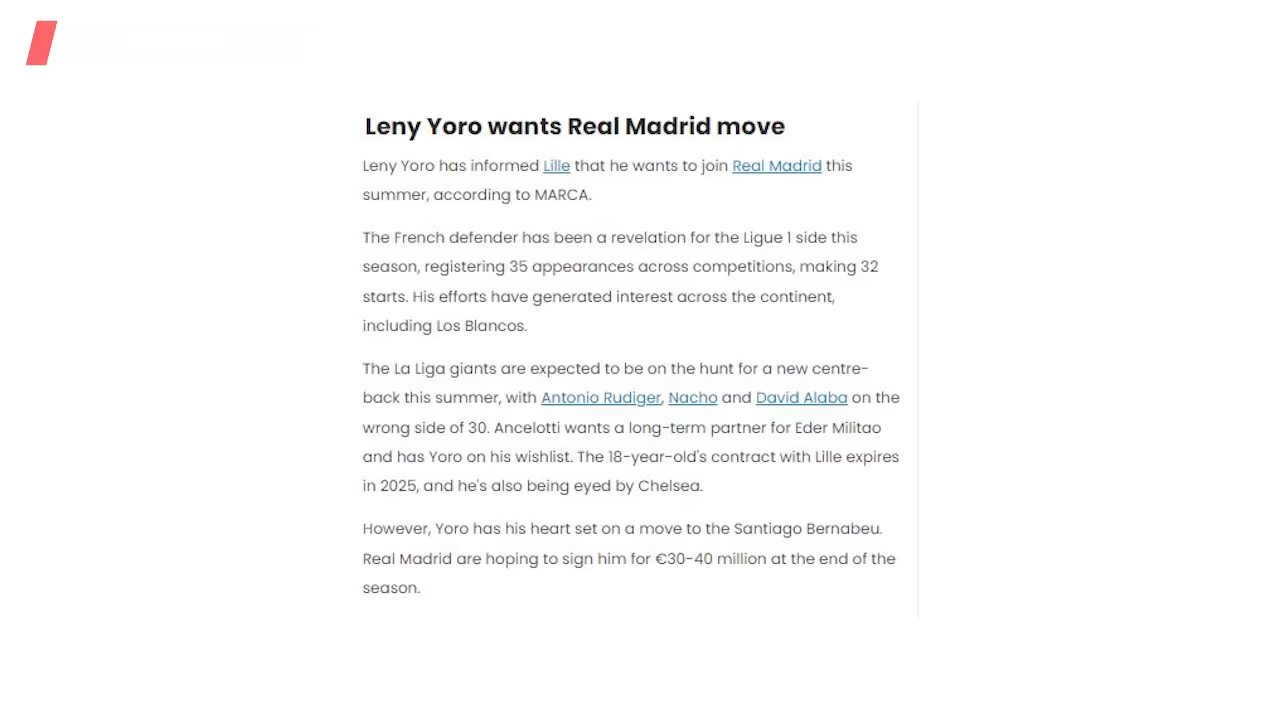 Leny Yoro wants Real Madrid move
Leny Yoro has informed Lille that he wants to join Real Madrid this
summer, according to MARCA.
The French defender has been a revelation for the Ligue 1 side this
season, registering 35 appearances across competitions, making 32
starts. His efforts have generated interest across the continent,
including Los Blancos.
The La Liga giants are expected to be on the hunt for a new centre-
back this summer, with Antonio Rudiger, Nacho and David Alaba on the
wrong side of 30. Ancelotti wants a long-term partner for Eder Militao
and has Yoro on his wishlist. The 18-year-old's contract with Lille expires
in 2025, and he's also being eyed by Chelsea.
However, Yoro has his heart set on a move to the Santiago Bernabeu.
Real Madrid are hoping to sign him for €30-40 million at the end of the
season.